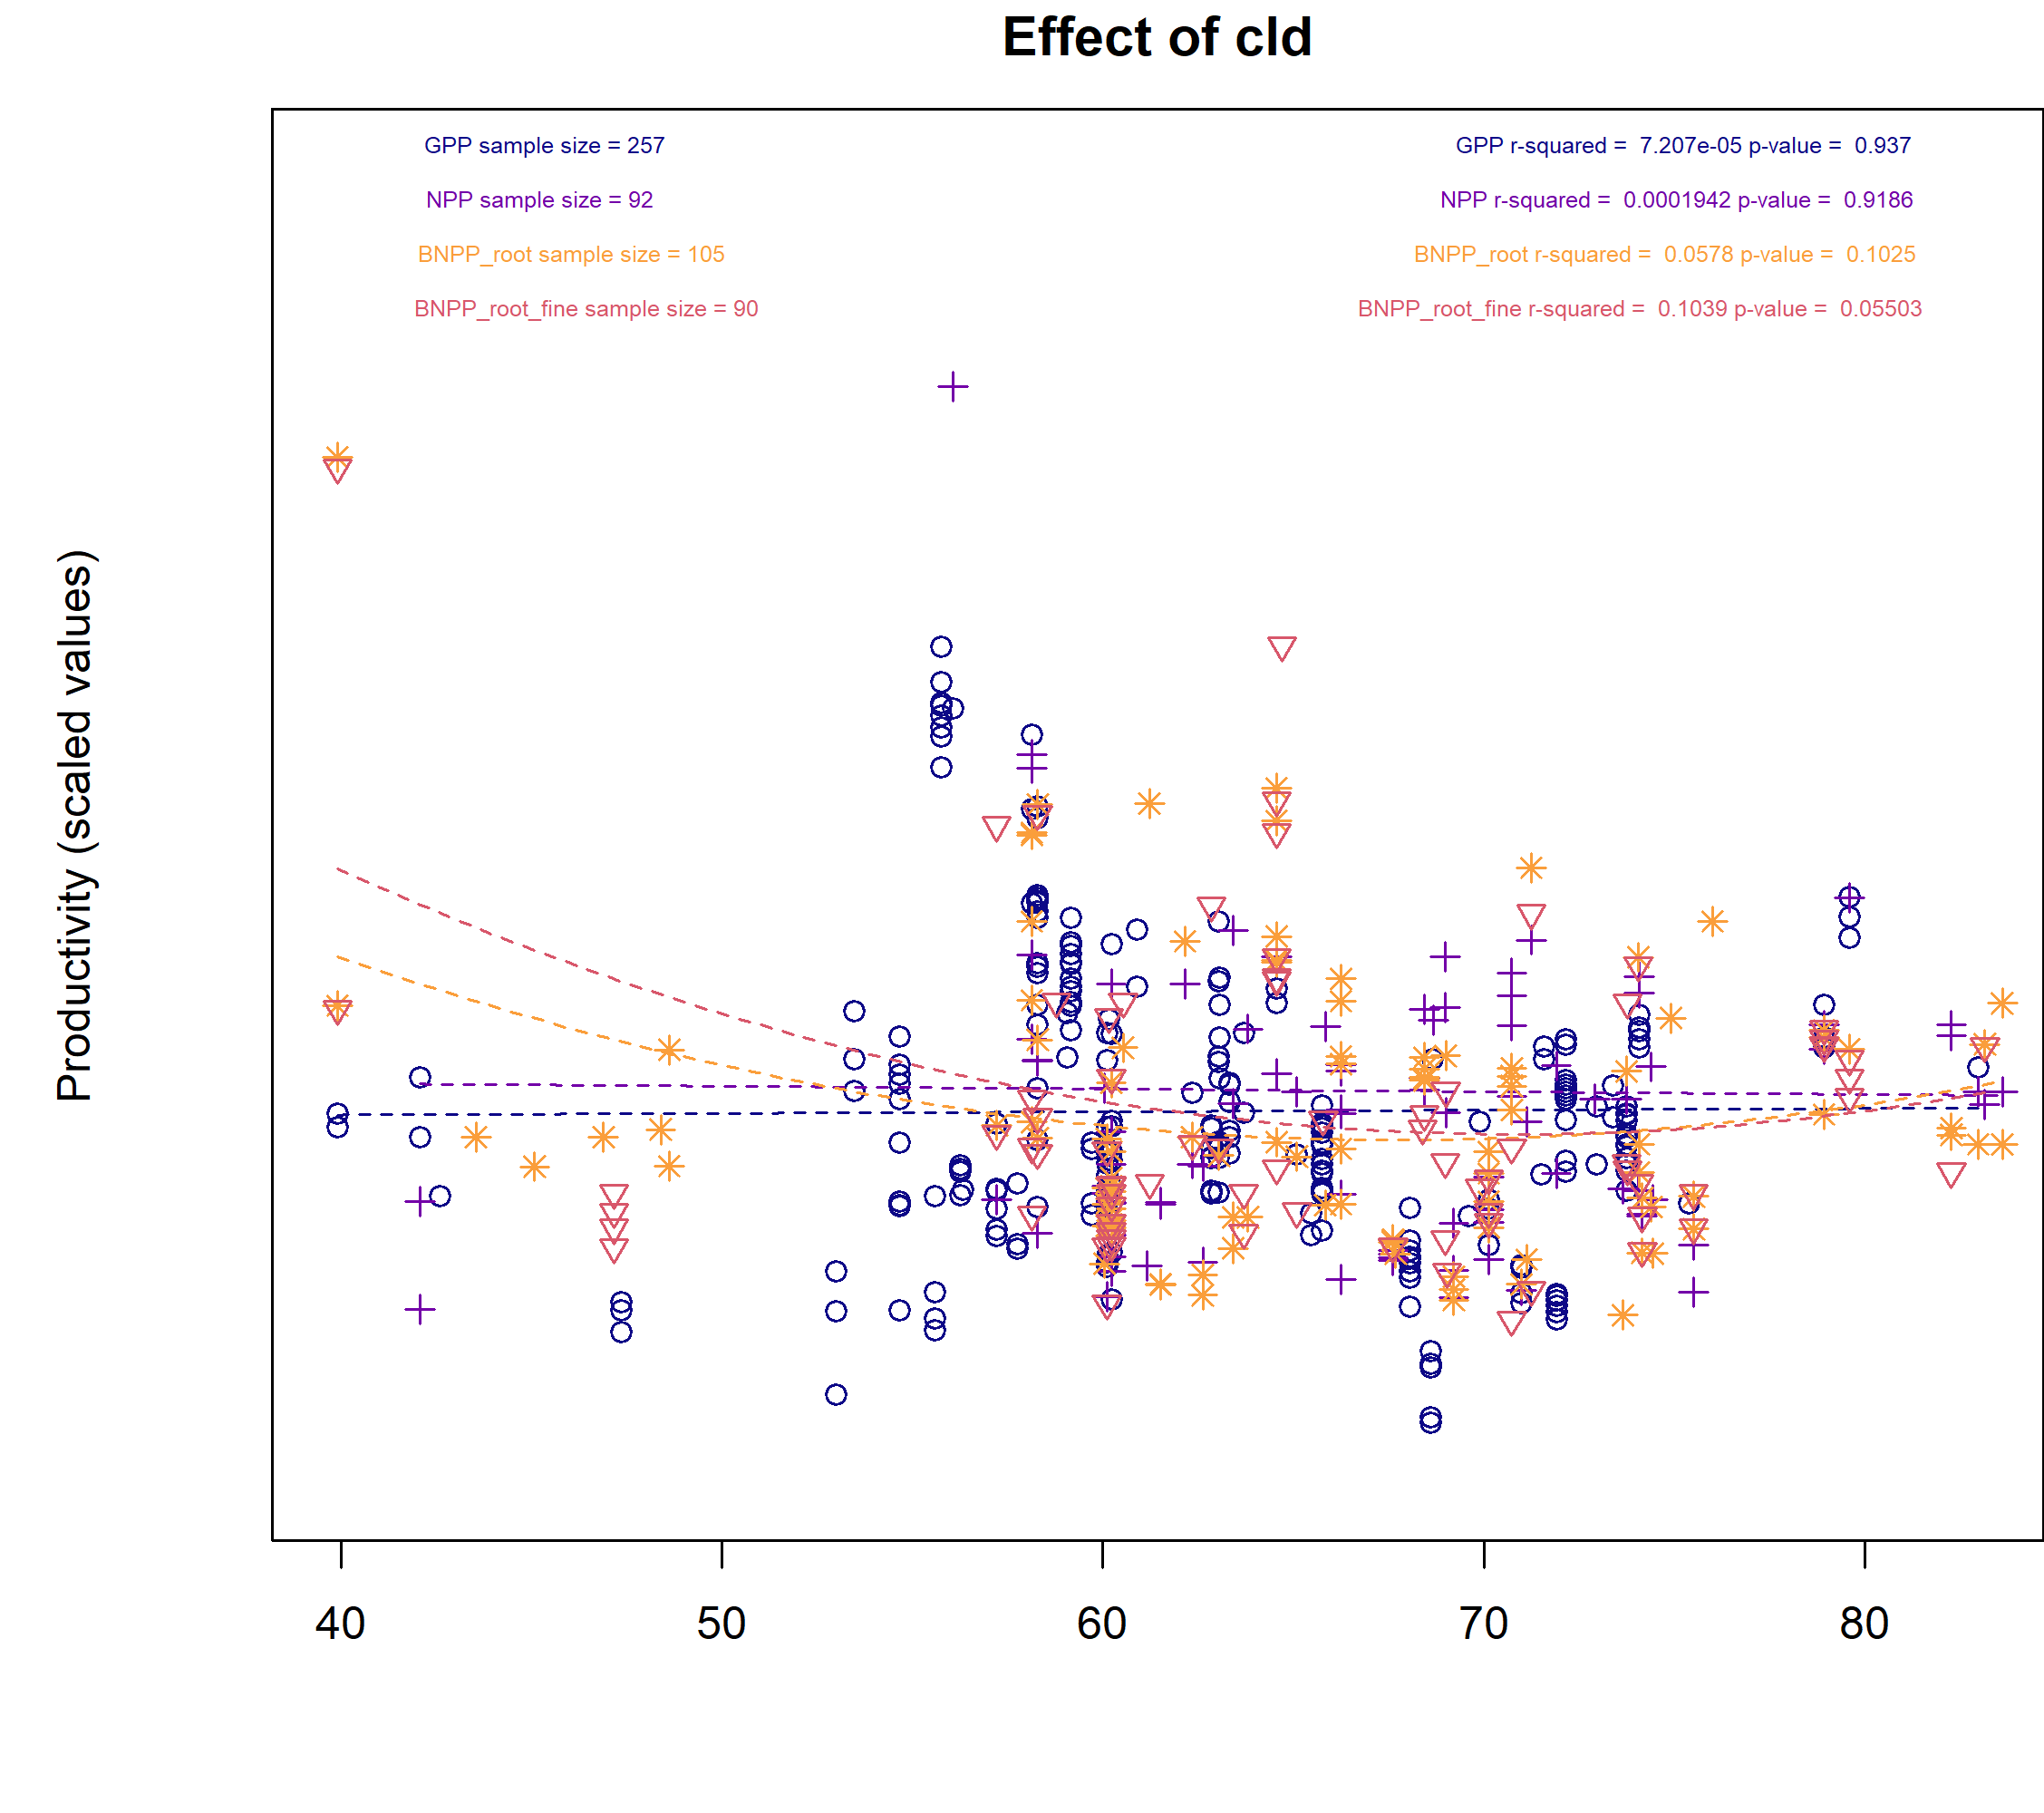 Effect of cld
GPP sample size = 257
GPP r-squared = 7.207e-05 p-value = 0.937
NPP sample size = 92
NPP r-squared = 0.0001942 p-value = 0.9186
BNPP_root sample size = 105
BNPP_root r-squared = 0.0578 p-value = 0.1025
BNPP_root_fine sample size = 90
BNPP_root_fine r-squared = 0.1039 p-value = 0.05503
Productivity (scaled values)
40 50 60 70 80